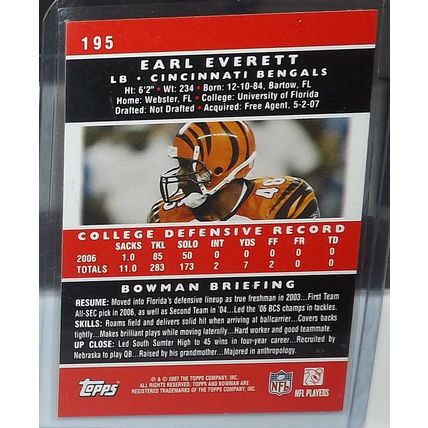 195
EARL EVERETT
LB • CINCINNATI BENGALS
Ht: 6'2" • Wt: 234 • Born: 12-10-84, Bartow, FL
Home: Webster, FL • College: University of Florida
Drafted: Not Drafted • Acquired: Free Agent, 5-2-07
46
COLLEGE DEFENSIVE RECORD
SACKS TKL SOLO INT YDS FF FR TD
2006 1.0 85 50 0 0 0 0 0
TOTALS 11.0 283 173 2 7 2 0 0
BOWMAN BRIEFING
RESUME: Moved into Florida's defensive lineup as true freshman in 2003...First Team
All-SEC pick in 2006, as well as Second Team in '04...Led the '06 BCS champs in tackles.
SKILLS: Roams field and delivers solid hit when arriving at ballcarrier...Covers backs
tightly...Makes brilliant plays while moving laterally...Hard worker and good teammate.
UP CLOSE: Led South Sumter High to 45 wins in four-year career...Recruited by
Nebraska to play QB...Raised by his grandmother...Majored in anthropology.
Topps
® & © 2007 THE TOPPS COMPANY, INC.
ALL RIGHTS RESERVED. TOPPS AND BOWMAN ARE
REGISTERED TRADEMARKS OF THE TOPPS COMPANY, INC.
NFL
NFL PLAYERS